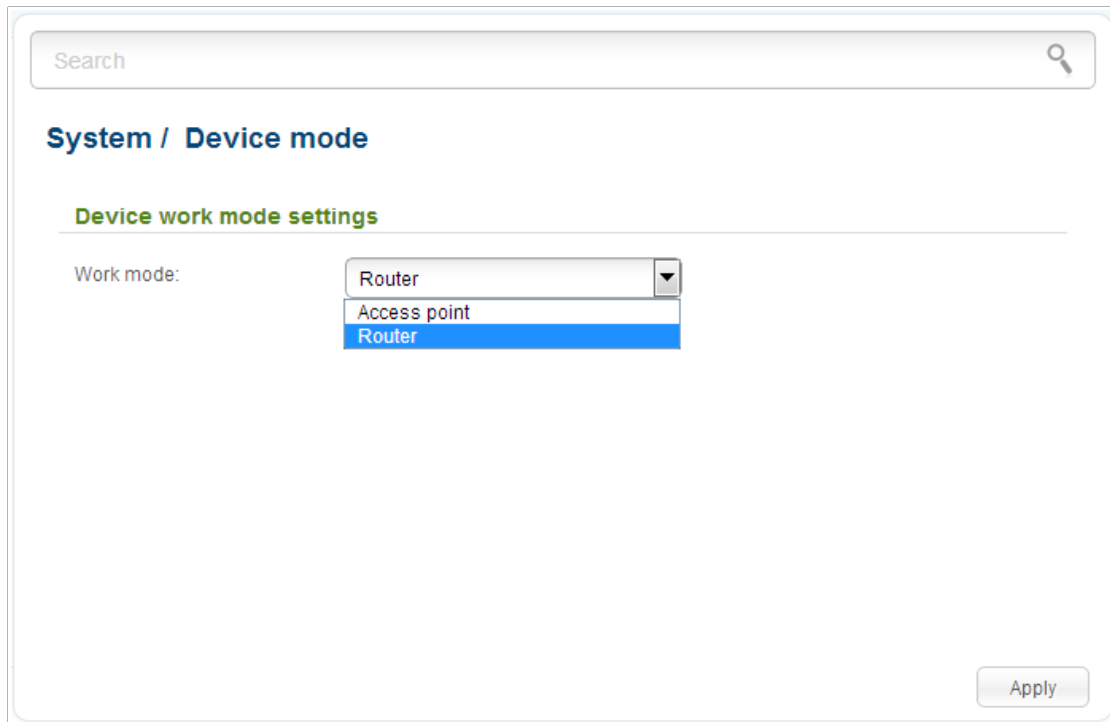 Search
System / Device mode
Device work mode settings
Work mode:
Router
Access point
Router
Apply